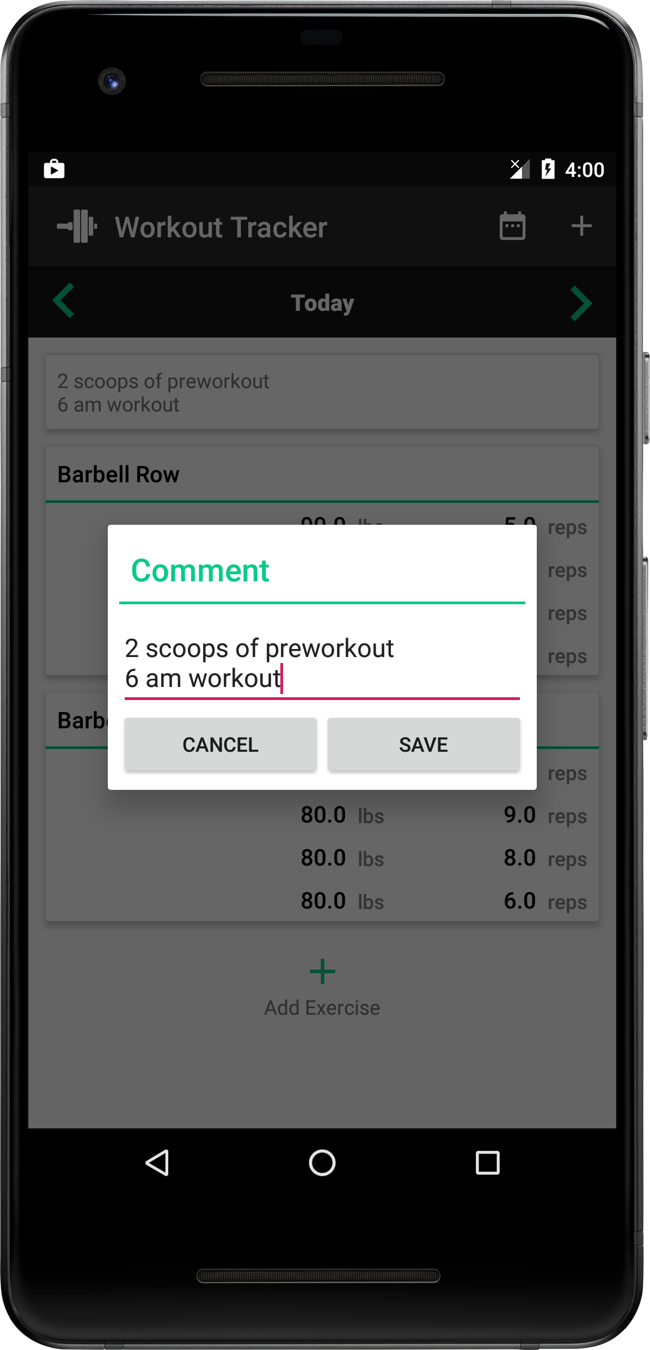 4:00
Workout Tracker
Today
2 scoops of preworkout
6 am workout
Barbell Row
90.0 lbs 5.0 reps
reps
reps
reps
Comment
2 scoops of preworkout
6 am workout
CANCEL SAVE
reps
80.0 lbs 9.0 reps
80.0 lbs 8.0 reps
80.0 lbs 6.0 reps
Add Exercise